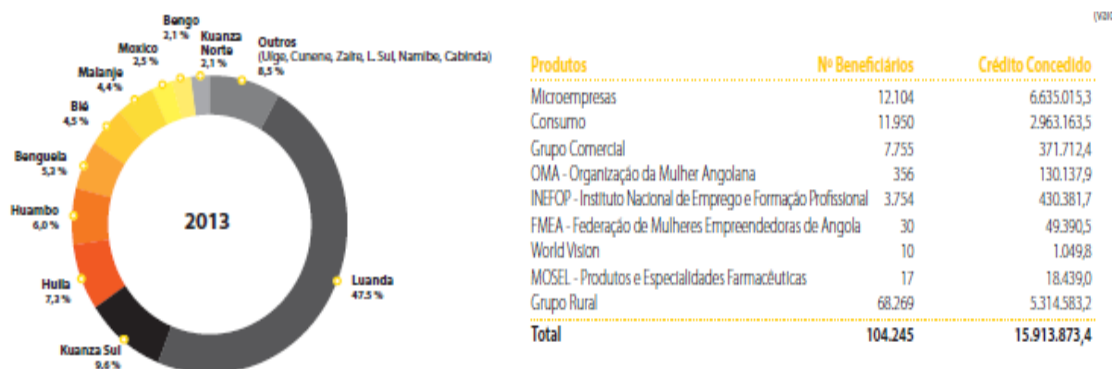 Bengo
2,1 %
Kuanza
Norte
2,1 %
Outros
(Uíge, Cunene, Zaíre, L. Sul, Namibe, Cabinda)
8,5 %
Moxico
2,5 %
Malanje
4,4 %
Bié
4,5 %
Benguela
Huambo
6,0 %
Huíla
Kuanza Sul
9,6 %
Luanda
47.5 %
2013
Produtos Nº Beneficiários Crédito Concedido
Microempresas 12.104 6.635.015,3
Consumo 11.950 2.963.163,5
Grupo Comercial 7.755 371.712,4
OMA - Organização da Mulher Angolana 356 130.137,9
INEFOP - Instituto Nacional de Emprego e Formação Profissional 3.754 430.381,7
FMEA - Federação de Mulheres Empreendedoras de Angola 30 49.390,5
World Vision 10 1.049,8
MOSEL - Produtos e Especialidades Farmacêuticas 17 18.439,0
Grupo Rural 68.269 5.314.583,2
Total 104.245 15.913.873,4